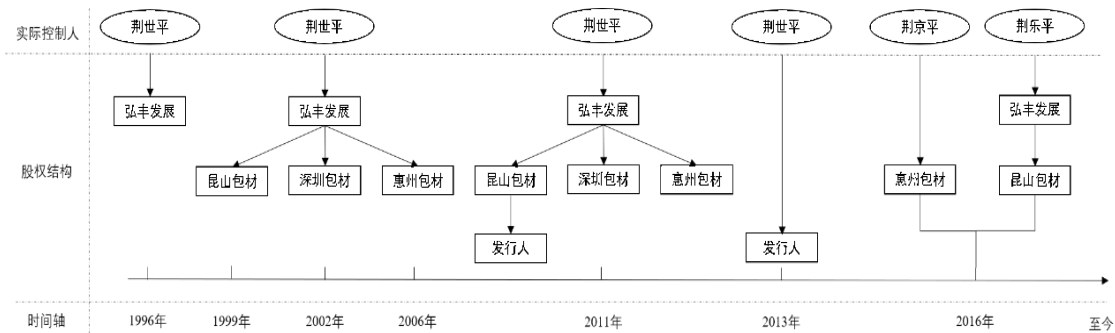 实际控制人
荆世平
荆世平
荆世平
荆世平
荆京平
荆乐平
股权结构
弘丰发展
弘丰发展
弘丰发展
弘丰发展
昆山包材
深圳包材
惠州包材
昆山包材
深圳包材
惠州包材
惠州包材
昆山包材
发行人
发行人
时间轴
1996年
1999年
2002年
2006年
2011年
2013年
2016年
至今